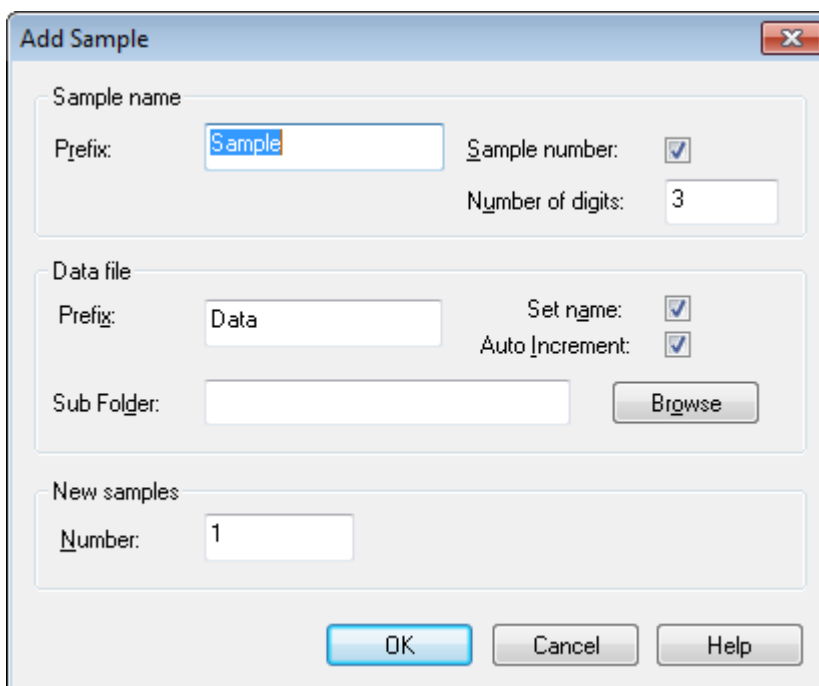 Add Sample
Sample name
Prefix: Sample Sample number:
Number of digits: 3
Data file
Prefix: Data Set name:
Auto Increment:
Sub Folder: Browse
New samples
Number: 1
OK Cancel Help